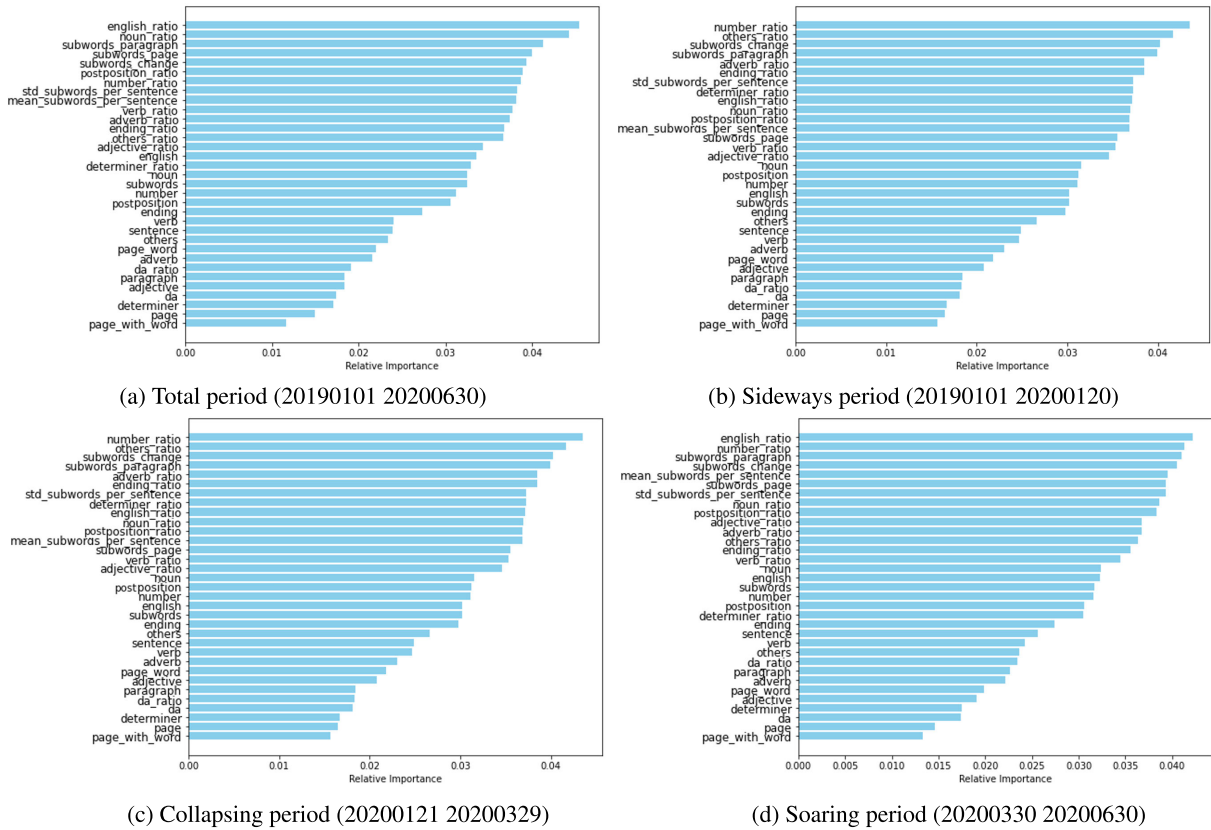 english_ratio
noun_ratio
subwords_paragraph
subwords_page
subwords_change
postposition_ratio
number_ratio
std_subwords_per_sentence
mean_subwords_per_sentence
verb_ratio
adverb_ratio
ending_ratio
others_ratio
adjective_ratio
english
determiner_ratio
noun
subwords
number
postposition
ending
verb
sentence
others
page_word
adverb
da_ratio
paragraph
adjective
da
determiner
page
page_with_word
0.00 0.01 0.02 0.03 0.04
Relative Importance
(a) Total period (20190101 20200630)
number_ratio
others_ratio
subwords_change
subwords_paragraph
adverb_ratio
ending_ratio
std_subwords_per_sentence
determiner_ratio
english_ratio
noun_ratio
postposition_ratio
mean_subwords_per_sentence
subwords_page
verb_ratio
adjective_ratio
noun
postposition
number
english
subwords
ending
others
sentence
verb
adverb
page_word
adjective
paragraph
da_ratio
da
determiner
page
page_with_word
0.00 0.01 0.02 0.03 0.04
Relative Importance
(b) Sideways period (20190101 20200120)
number_ratio
others_ratio
subwords_change
subwords_paragraph
adverb_ratio
ending_ratio
std_subwords_per_sentence
determiner_ratio
english_ratio
noun_ratio
postposition_ratio
mean_subwords_per_sentence
subwords_page
verb_ratio
adjective_ratio
noun
postposition
number
english
subwords
ending
others
sentence
verb
adverb
page_word
adjective
paragraph
da_ratio
da
determiner
page
page_with_word
0.00 0.01 0.02 0.03 0.04
Relative Importance
(c) Collapsing period (20200121 20200329)
english_ratio
number_ratio
subwords_paragraph
subwords_change
mean_subwords_per_sentence
subwords_page
std_subwords_per_sentence
noun_ratio
postposition_ratio
adjective_ratio
adverb_ratio
others_ratio
ending_ratio
verb_ratio
noun
english
subwords
number
postposition
determiner_ratio
ending
sentence
verb
others
da_ratio
paragraph
adverb
page_word
adjective
determiner
da
page
page_with_word
0.000 0.005 0.010 0.015 0.020 0.025 0.030 0.035 0.040
Relative Importance
(d) Soaring period (20200330 20200630)